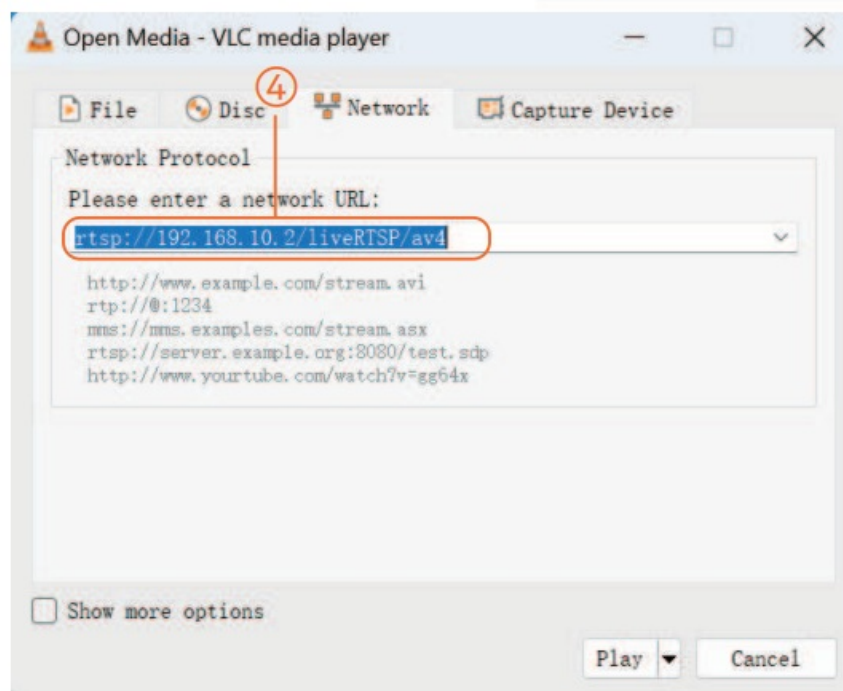 Open Media - VLC media player
④
File Disc Network Capture Device
Network Protocol
Please enter a network URL:
rtsp://192.168.10.2/liveRTSP/av4
http://www.example.com/stream.avi
rtp://@:1234
mms://mms.examples.com/stream.asx
rtsp://server.example.org:8080/test.sdp
http://www.yourtube.com/watch?v=gg64x
Show more options
Play Cancel